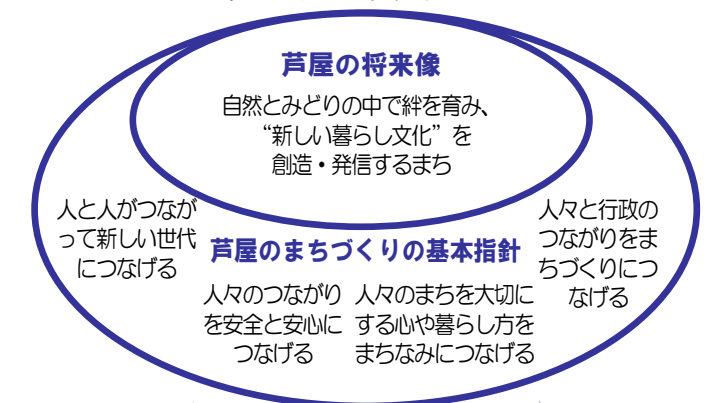 芦屋の将来像
自然とみどりの中で絆を育み、
“新しい暮らし文化”を
創造・発信するまち
人と人がつなが
って新しい世代
につなげる
芦屋のまちづくりの基本指針
人々のつながり
を安全と安心に
つなげる
人々のまちを大切に
する心や暮らし方を
まちなみにつなげる
人々と行政の
つながりをま
ちづくりにつ
なげる